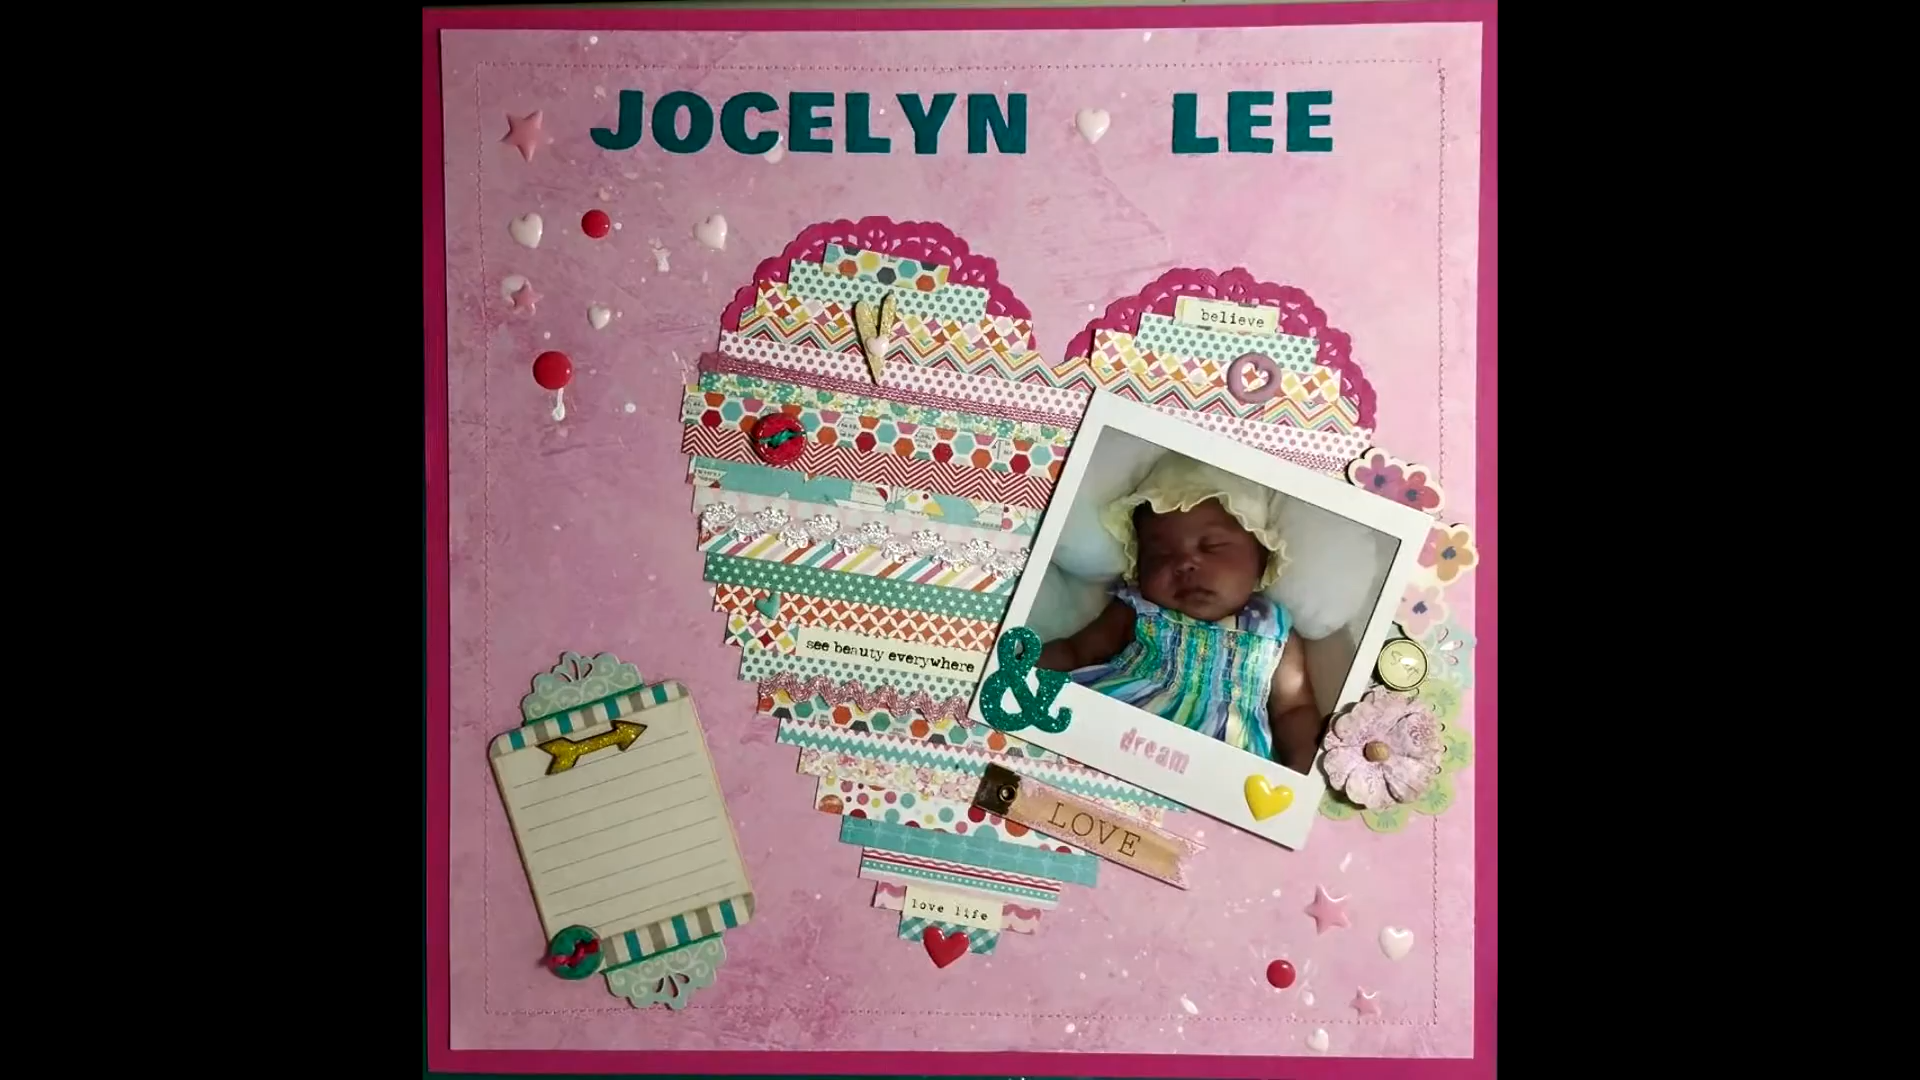 JOCELYN LEE
believe
see beauty everywhere
&
dream
LOVE
love life